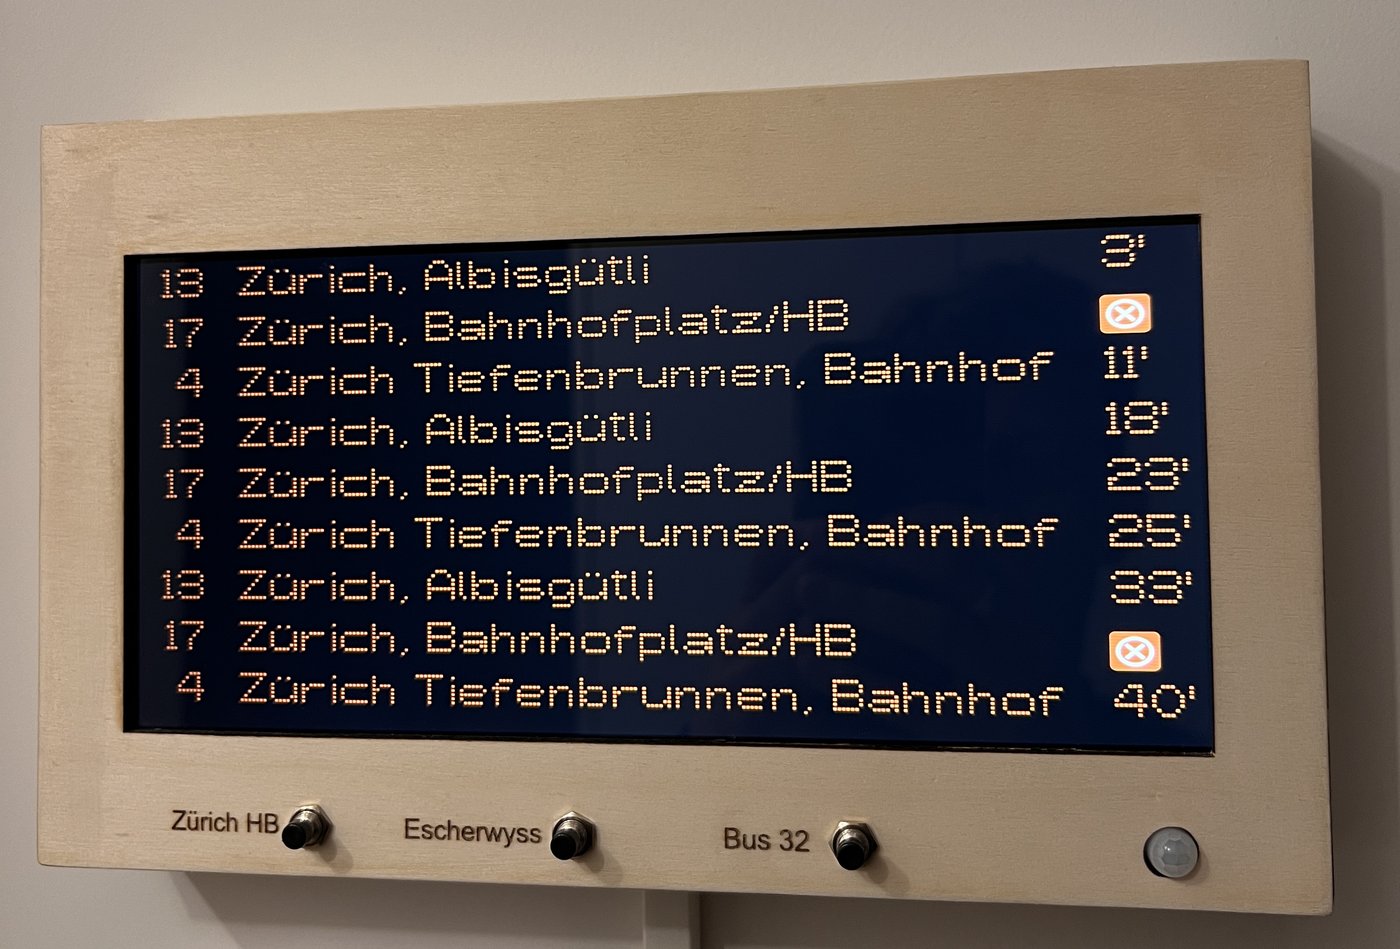 13 Zürich, Albisgütli 3'
17 Zürich, Bahnhofplatz/HB
4 Zürich Tiefenbrunnen, Bahnhof 11'
13 Zürich, Albisgütli 18'
17 Zürich, Bahnhofplatz/HB 23'
4 Zürich Tiefenbrunnen, Bahnhof 25'
13 Zürich, Albisgütli 33'
17 Zürich, Bahnhofplatz/HB
4 Zürich Tiefenbrunnen, Bahnhof 40'
Zürich HB Escherwyss Bus 32